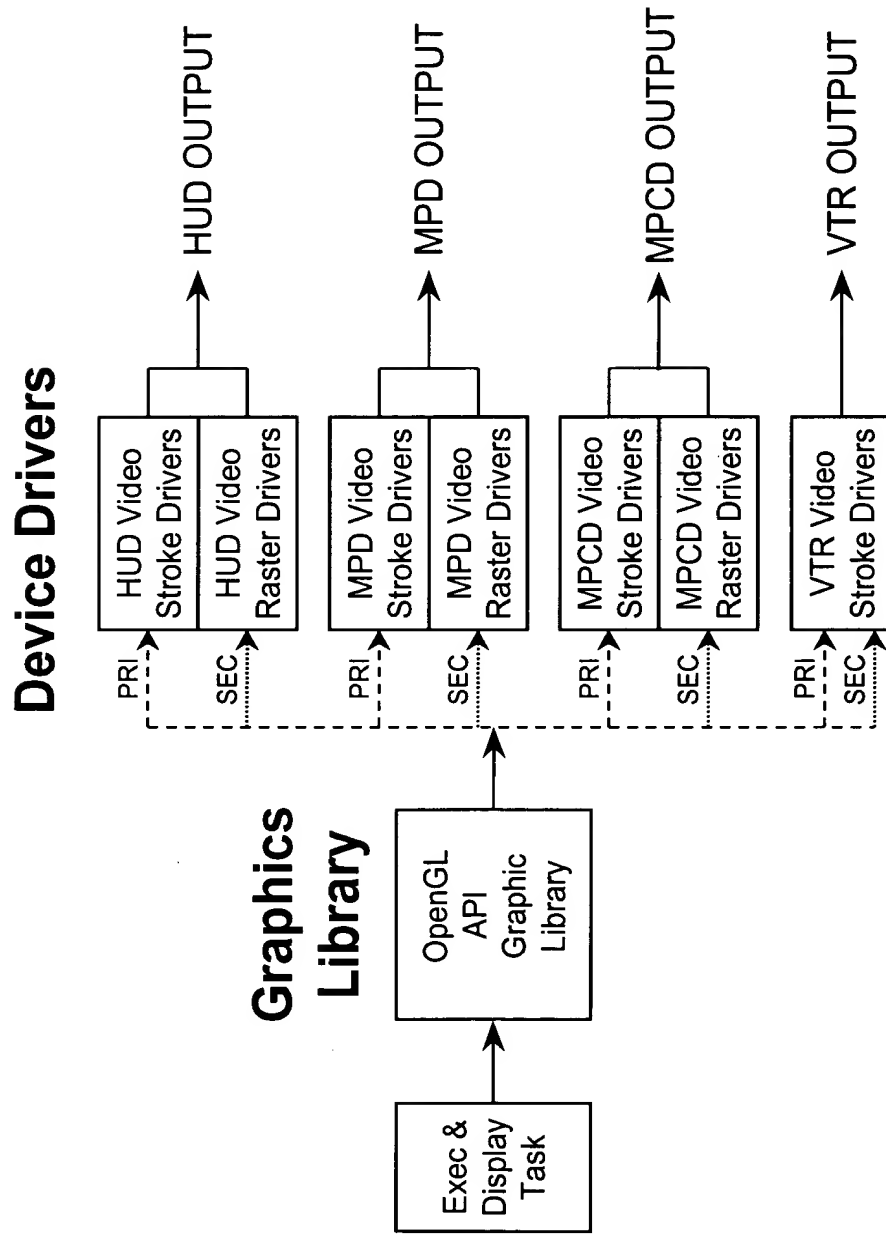 Device Drivers
Graphics
Library
Exec &
Display
Task
OpenGL
API
Graphic
Library
PRI
SEC
HUD Video
Stroke Drivers
HUD Video
Raster Drivers
HUD OUTPUT
PRI
SEC
MPD Video
Stroke Drivers
MPD Video
Raster Drivers
MPD OUTPUT
PRI
SEC
MPCD Video
Stroke Drivers
MPCD Video
Raster Drivers
MPCD OUTPUT
PRI
SEC
VTR Video
Stroke Drivers
VTR OUTPUT